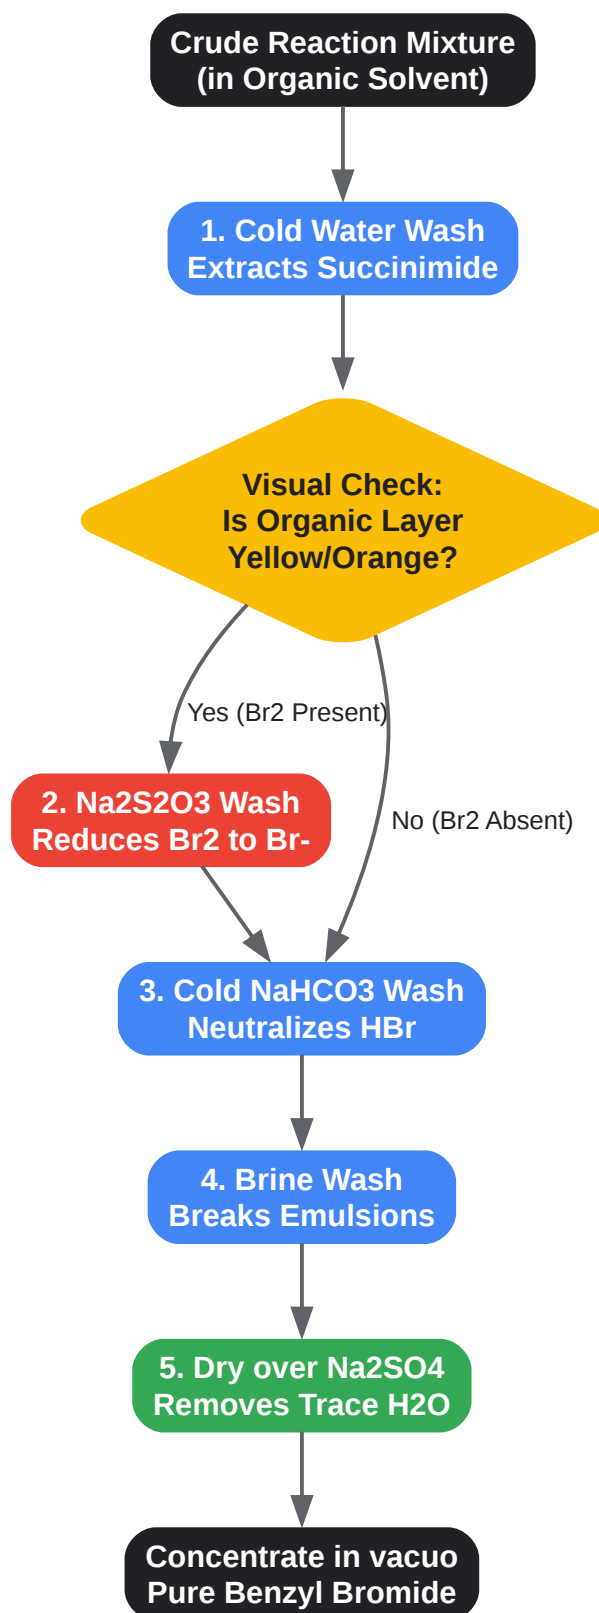 Crude Reaction Mixture
(in Organic Solvent)
1. Cold Water Wash
Extracts Succinimide
Visual Check:
Is Organic Layer
Yellow/Orange?
Yes (Br2 Present)
2. Na2S2O3 Wash
Reduces Br2 to Br-
No (Br2 Absent)
3. Cold NaHCO3 Wash
Neutralizes HBr
4. Brine Wash
Breaks Emulsions
5. Dry over Na2SO4
Removes Trace H2O
Concentrate in vacuo
Pure Benzyl Bromide